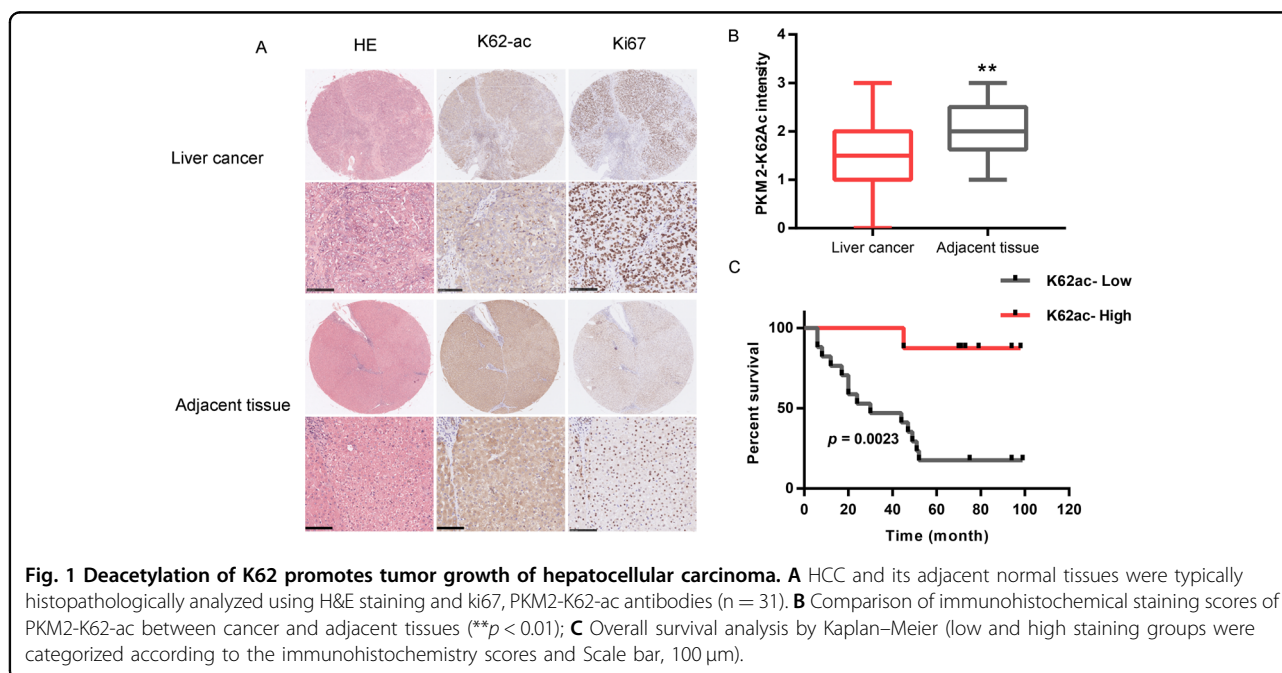 A
HE
K62-ac
Ki67
Liver cancer
Adjacent tissue
B
PKM2-K62Ac intensity
4
3
2
1
0
**
Liver cancer
Adjacent tissue
C
K62ac- Low
K62ac- High
Percent survival
100
50
0
p = 0.0023
0 20 40 60 80 100 120
Time (month)
Fig. 1 Deacetylation of K62 promotes tumor growth of hepatocellular carcinoma. A HCC and its adjacent normal tissues were typically
histopathologically analyzed using H&E staining and ki67, PKM2-K62-ac antibodies (n = 31). B Comparison of immunohistochemical staining scores of
PKM2-K62-ac between cancer and adjacent tissues (**p < 0.01); C Overall survival analysis by Kaplan–Meier (low and high staining groups were
categorized according to the immunohistochemistry scores and Scale bar, 100 μm).